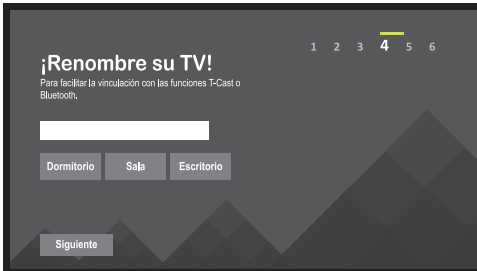 1 2 3 4 5 6
¡Renombre su TV!
Para facilitar la vinculación con las funciones T-Cast o
Bluetooth.
Dormitorio Sala Escritorio
Siguiente